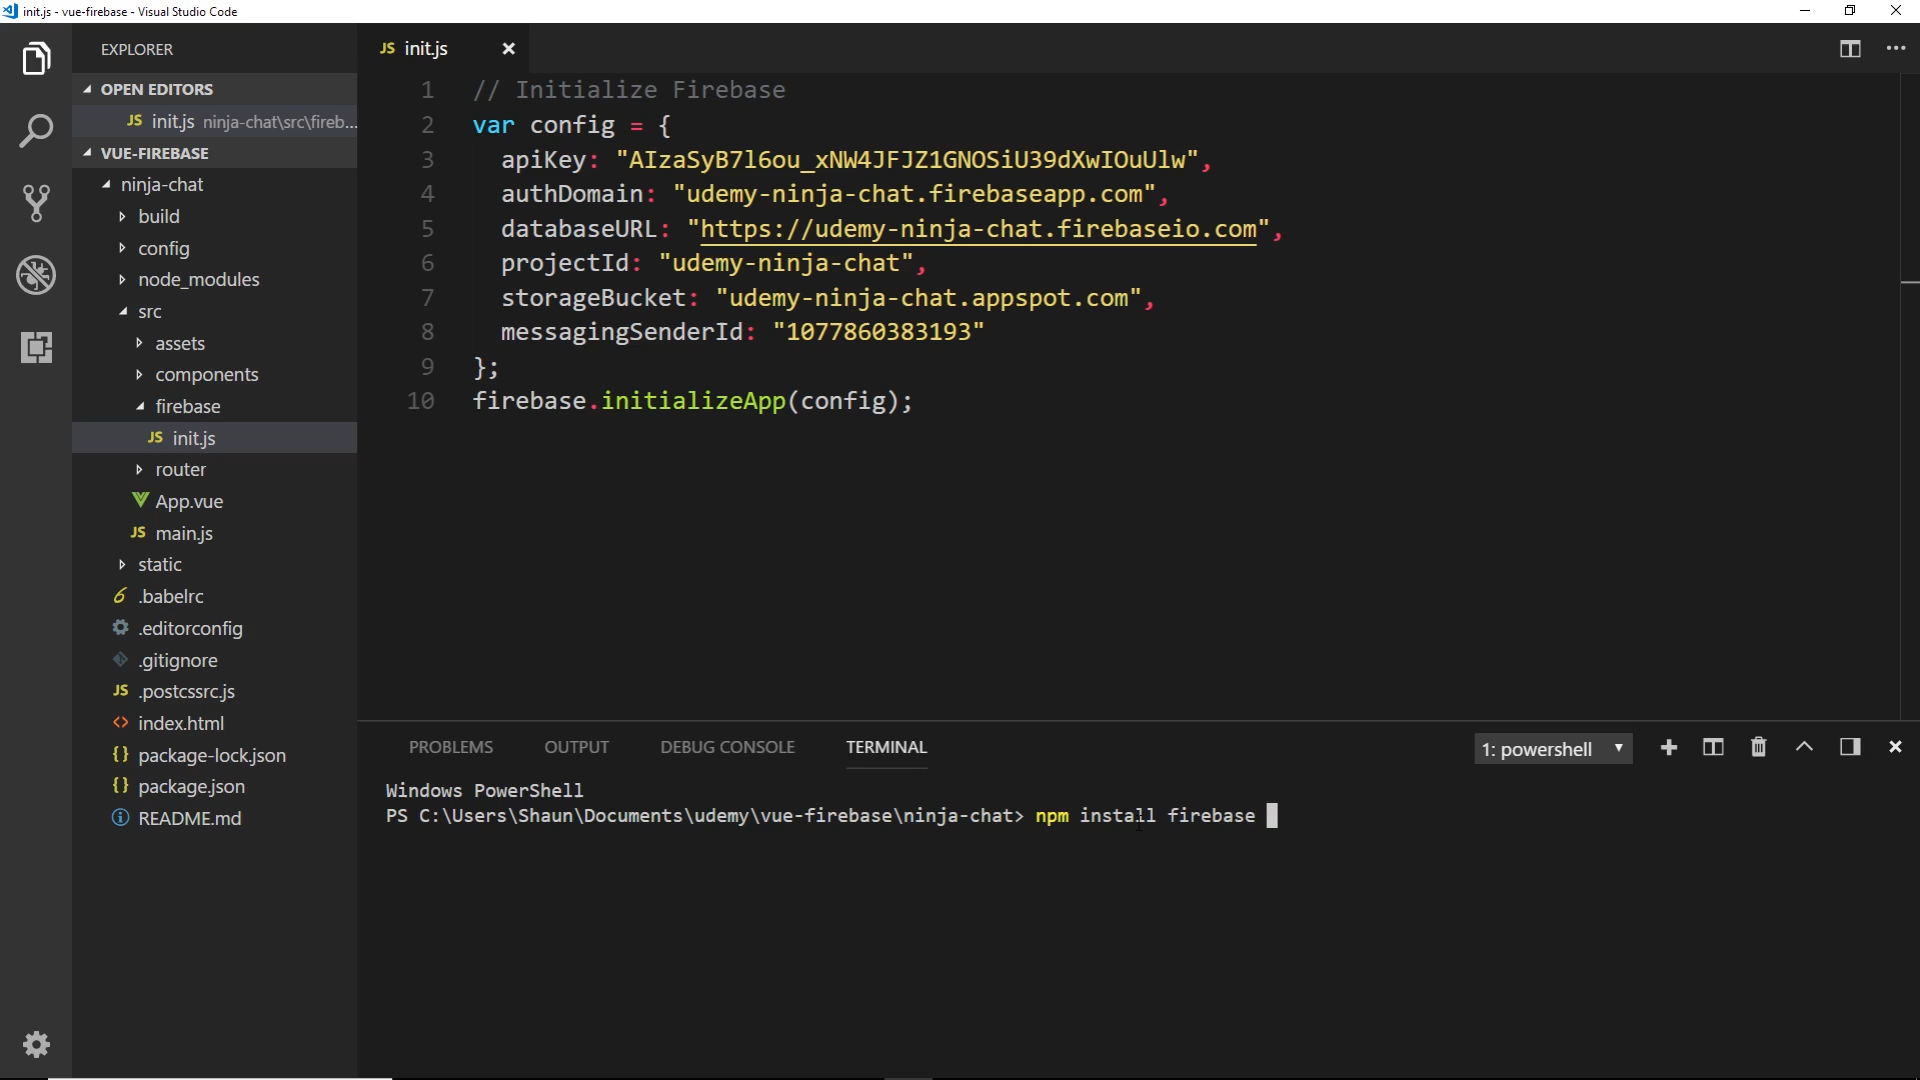 init.js - vue-firebase - Visual Studio Code
EXPLORER
OPEN EDITORS
JS init.js ninja-chat\src\fireb...
VUE-FIREBASE
ninja-chat
build
config
node_modules
src
assets
components
firebase
JS init.js
router
App.vue
JS main.js
static
.babelrc
.editorconfig
.gitignore
JS .postcssrc.js
<> index.html
{} package-lock.json
{} package.json
README.md
JS init.js
1 // Initialize Firebase
2 var config = {
3 apiKey: "AIzaSyB7l6ou_xNW4JFJZ1GNOSiU39dXwIOuUlw",
4 authDomain: "udemy-ninja-chat.firebaseapp.com",
5 databaseURL: "https://udemy-ninja-chat.firebaseio.com",
6 projectId: "udemy-ninja-chat",
7 storageBucket: "udemy-ninja-chat.appspot.com",
8 messagingSenderId: "1077860383193"
9 };
10 firebase.initializeApp(config);
PROBLEMS OUTPUT DEBUG CONSOLE TERMINAL 1: powershell
Windows PowerShell
PS C:\Users\Shaun\Documents\udemy\vue-firebase\ninja-chat> npm install firebase